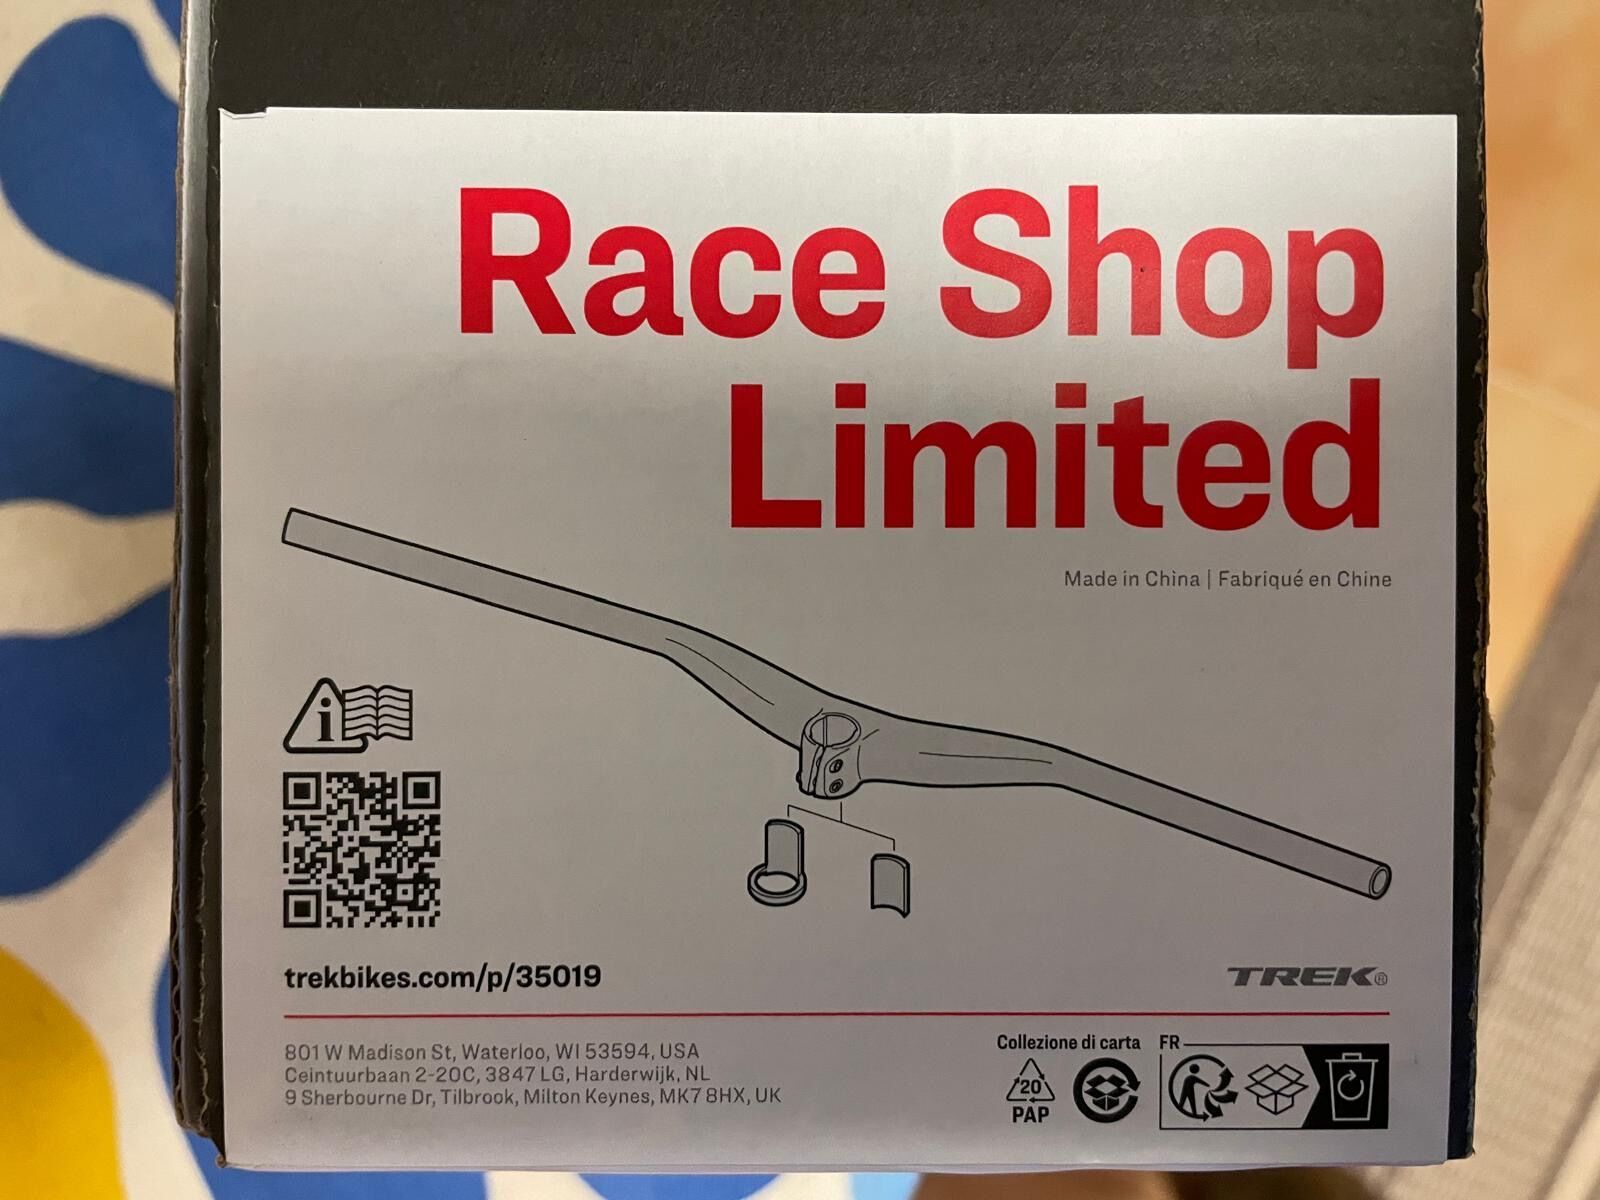 Race Shop
Limited
Made in China | Fabriqué en Chine
i
trekbikes.com/p/35019
TREK®
801 W Madison St, Waterloo, WI 53594, USA
Ceintuurbaan 2-20C, 3847 LG, Harderwijk, NL
9 Sherbourne Dr, Tilbrook, Milton Keynes, MK7 8HX, UK
Collezione di carta
20
PAP
FR